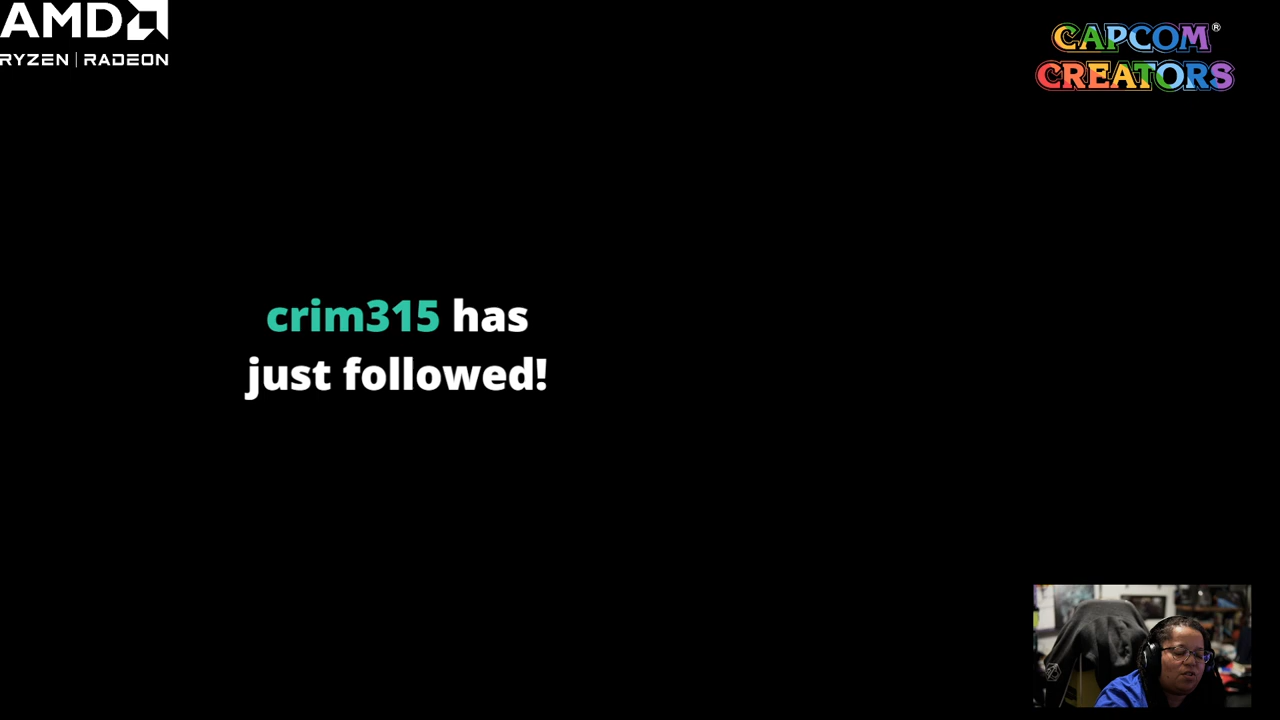 AMD
RYZEN | RADEON
CAPCOM®
CREATORS
crim315 has
just followed!